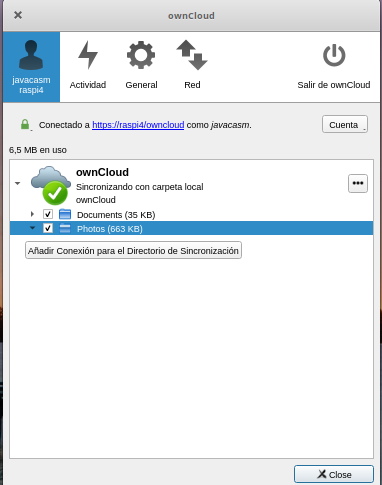 ownCloud
javacasm
raspi4
Actividad
General
Red
Salir de ownCloud
Conectado a https://raspi4/owncloud como javacasm.
Cuenta
6,5 MB en uso
ownCloud
Sincronizando con carpeta local
ownCloud
Documents (35 KB)
Photos (663 KB)
Añadir Conexión para el Directorio de Sincronización
Close